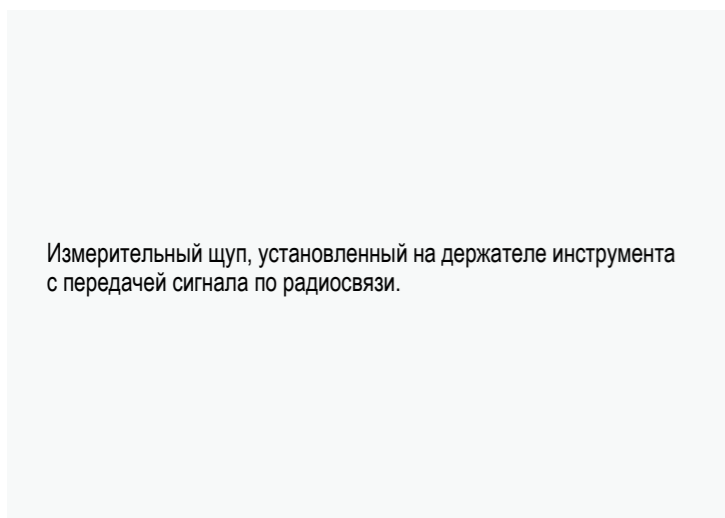 Измерительный щуп, установленный на держателе инструмента
с передачей сигнала по радиосвязи.